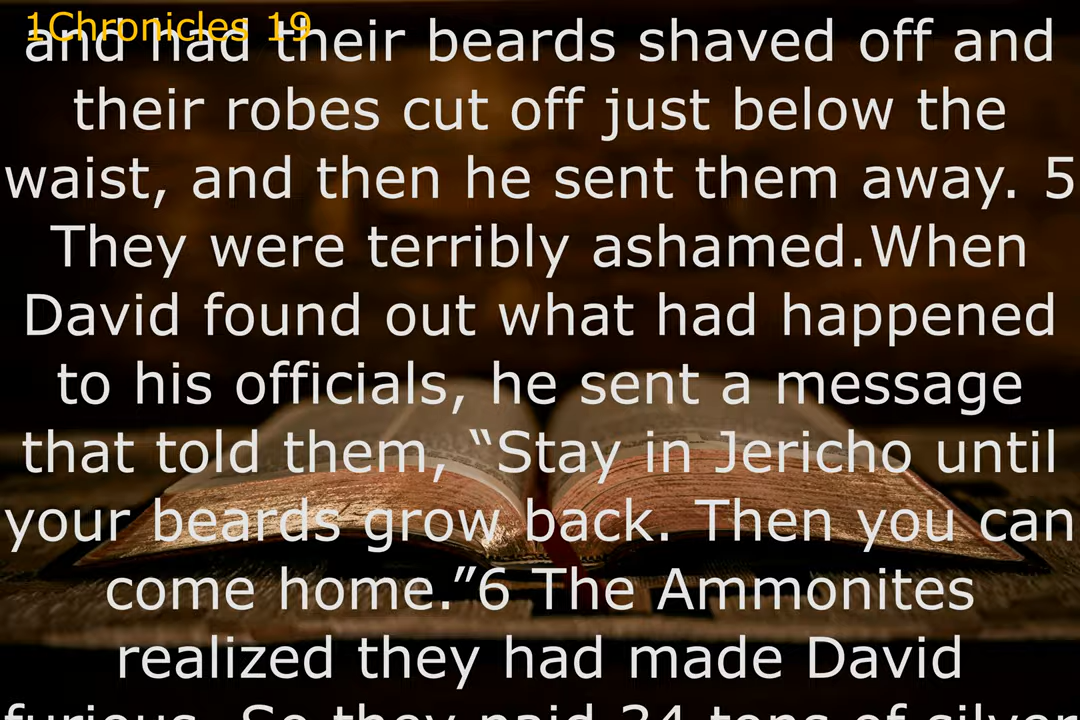 1Chronicles 19
and had their beards shaved off and
their robes cut off just below the
waist, and then he sent them away. 5
They were terribly ashamed.When
David found out what had happened
to his officials, he sent a message
that told them, “Stay in Jericho until
your beards grow back. Then you can
come home.”6 The Ammonites
realized they had made David
furious. So they paid 34 tons of silver